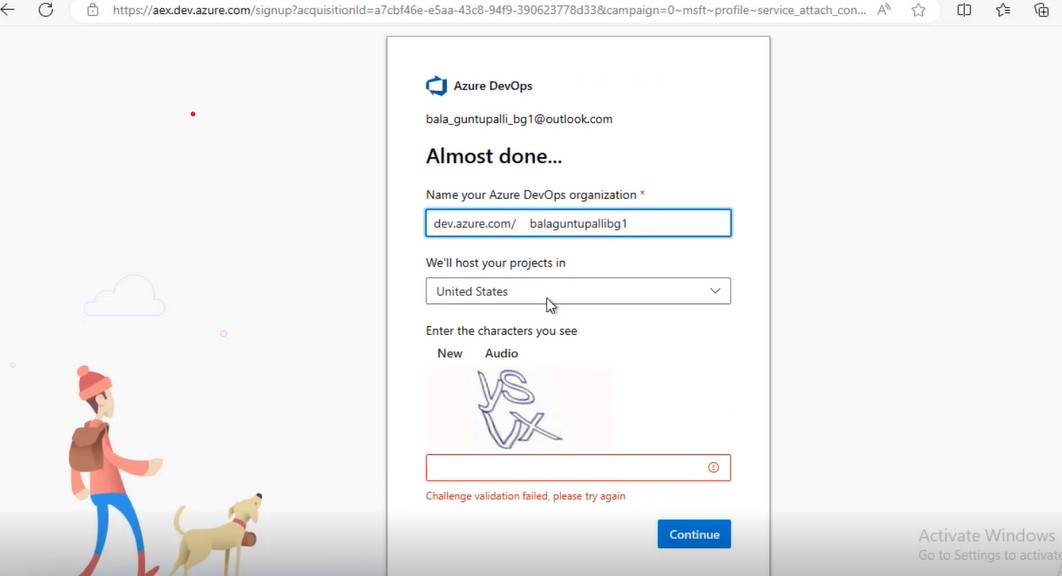 https://aex.dev.azure.com/signup?acquisitionId=a7cbf46e-e5aa-43c8-94f9-390623778d33&campaign=0~msft~profile~service_attach_con...
Azure DevOps
bala_guntupalli_bg1@outlook.com
Almost done...
Name your Azure DevOps organization *
dev.azure.com/ balaguntupallibg1
We'll host your projects in
United States
Enter the characters you see
New Audio
Challenge validation failed, please try again
Continue
Activate Windows
Go to Settings to activate